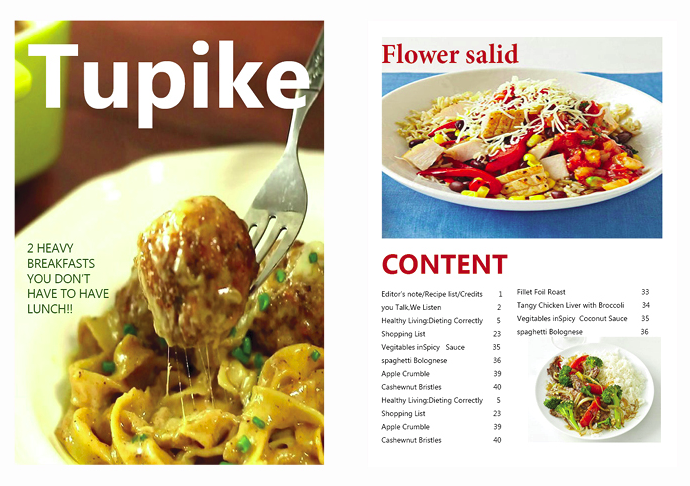 Tupike
2 HEAVY
BREAKFASTS
YOU DON'T
HAVE TO HAVE
LUNCH!!
Flower salid
CONTENT
Editor's note/Recipe list/Credits 1
you Talk,We Listen 2
Healthy Living:Dieting Correctly 5
Shopping List 23
Vegitables inSpicy Sauce 35
spaghetti Bolognese 36
Apple Crumble 39
Cashewnut Bristles 40
Healthy Living:Dieting Correctly 5
Shopping List 23
Apple Crumble 39
Cashewnut Bristles 40
Fillet Foil Roast 33
Tangy Chicken Liver with Broccoli 34
Vegitables inSpicy Coconut Sauce 35
spaghetti Bolognese 36